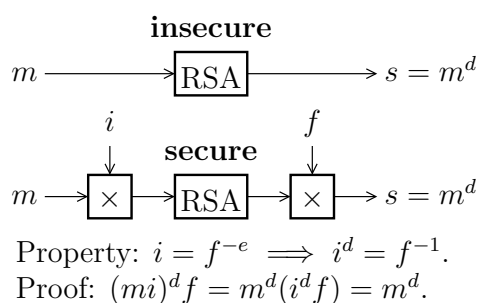 insecure
m RSA s = m^d
i f
secure
m × RSA × s = m^d
Property: i = f^{-e} ⟹ i^d = f^{-1}.
Proof: (mi)^d f = m^d(i^d f) = m^d.